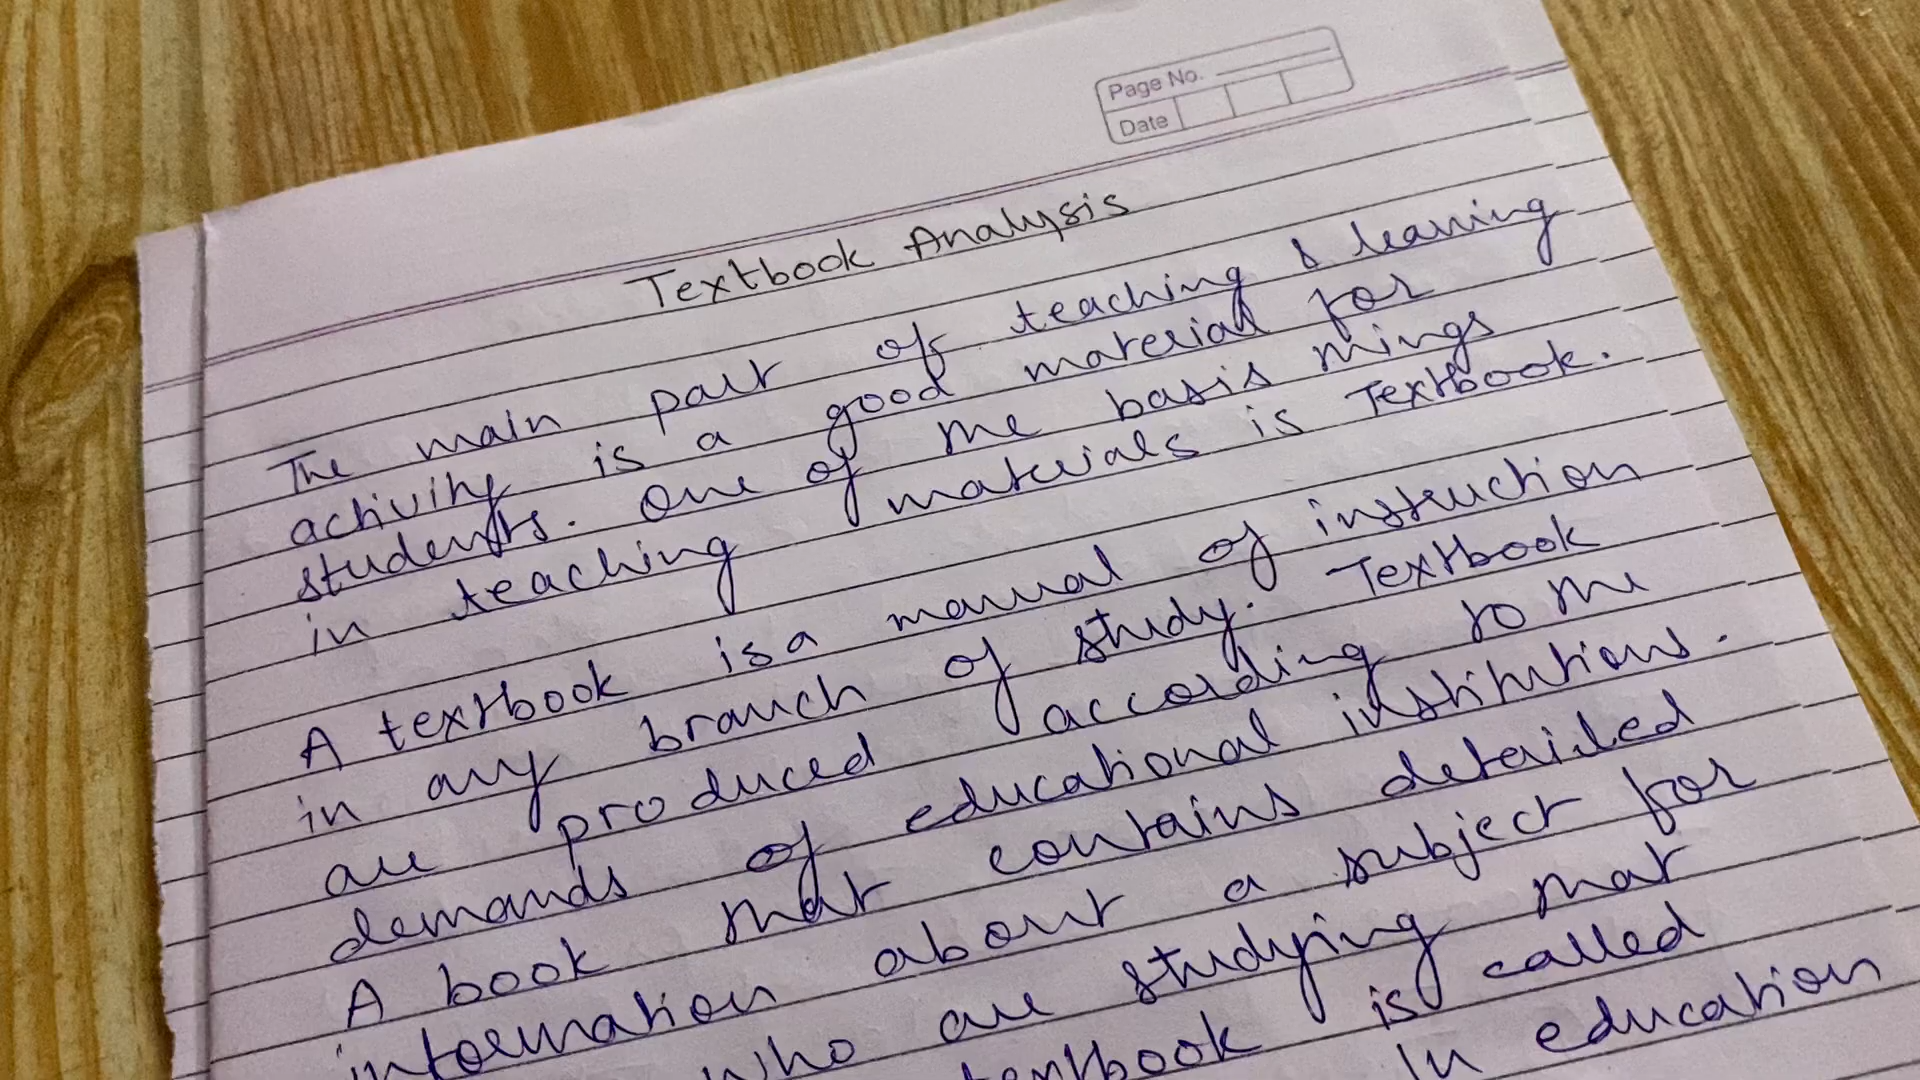 Page No.
Date
Textbook Analysis
The main part of teaching & learning
activity is a good material for
students. One of the basis things
in teaching materials is Textbook.
A textbook is a manual of instruction
in any branch of study. Textbook
are produced according to the
demands of educational institutions.
A book that contains detailed
information about a subject for
who are studying that
textbook is called
In education